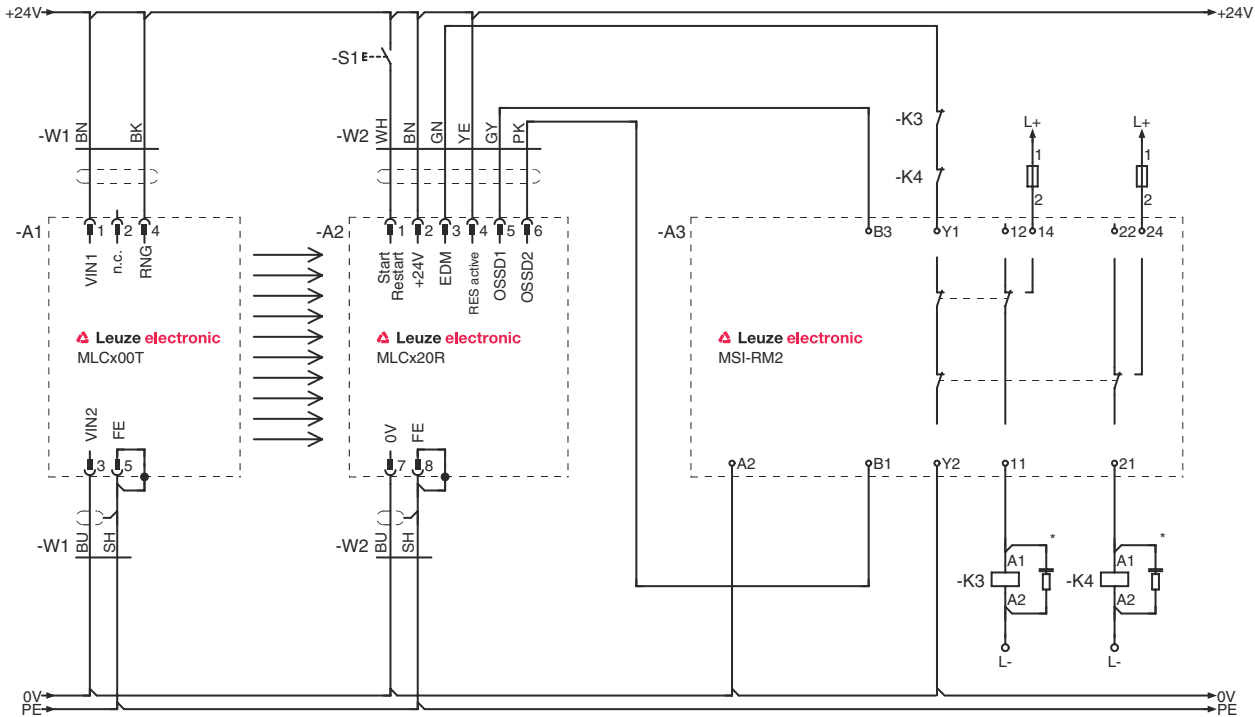 +24V
+24V
-S1
-W1
BN
BK
-W2
WH
BN
GN
YE
GY
PK
-K3
-K4
L+
1
2
L+
1
2
-A1
1
2
4
VIN1
n.c.
RNG
-A2
1
2
3
4
5
6
Start
Restart
+24V
EDM
RES active
OSSD1
OSSD2
-A3
B3
Y1
12
14
22
24
Leuze electronic
MLCx00T
Leuze electronic
MLCx20R
Leuze electronic
MSI-RM2
VIN2
FE
3
5
0V
FE
7
8
A2
B1
Y2
11
21
-W1
BU
SH
-W2
BU
SH
-K3
A1
A2
*
L-
-K4
A1
A2
*
L-
0V
0V
PE
PE